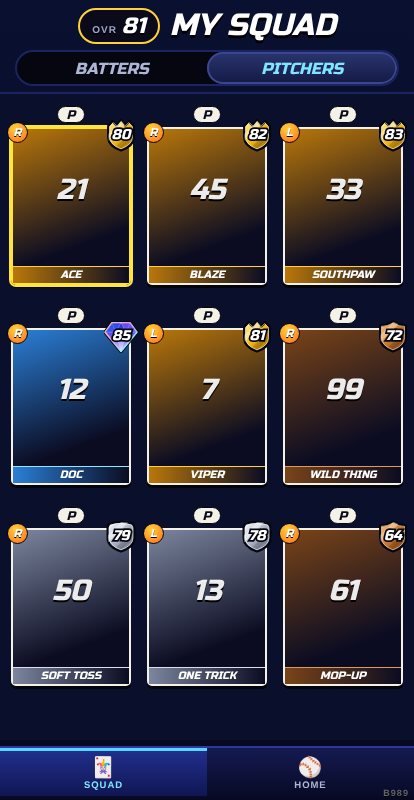 OVR 81 MY SQUAD
BATTERS PITCHERS
P P P
R 80 R 82 L 83
21 45 33
ACE BLAZE SOUTHPAW
P P P
R 85 L 81 R 72
12 7 99
DOC VIPER WILD THING
P P P
R 79 L 78 R 64
50 13 61
SOFT TOSS ONE TRICK MOP-UP
SQUAD HOME
B989